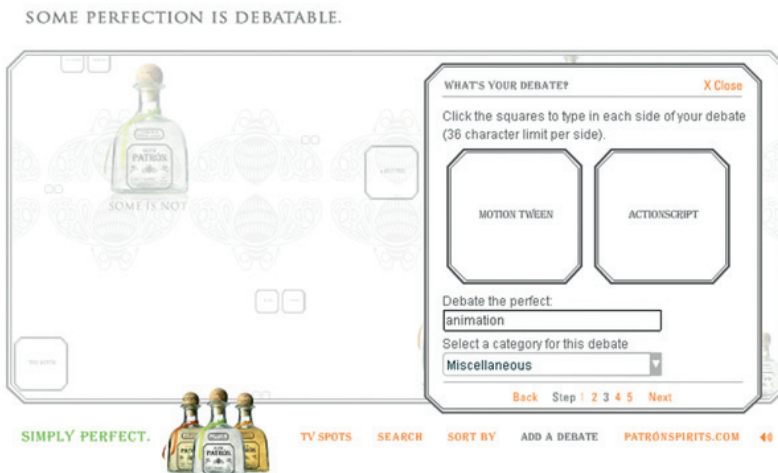 SOME PERFECTION IS DEBATABLE.
WHAT'S YOUR DEBATE?
X Close
Click the squares to type in each side of your debate
(36 character limit per side).
MOTION TWEEN
ACTIONSCRIPT
Debate the perfect:
animation
Select a category for this debate
Miscellaneous
Back Step 1 2 3 4 5 Next
PATRÓN
SOME IS NOT
SIMPLY PERFECT.
PATRÓN
TV SPOTS SEARCH SORT BY ADD A DEBATE PATRÓNSPIRITS.COM